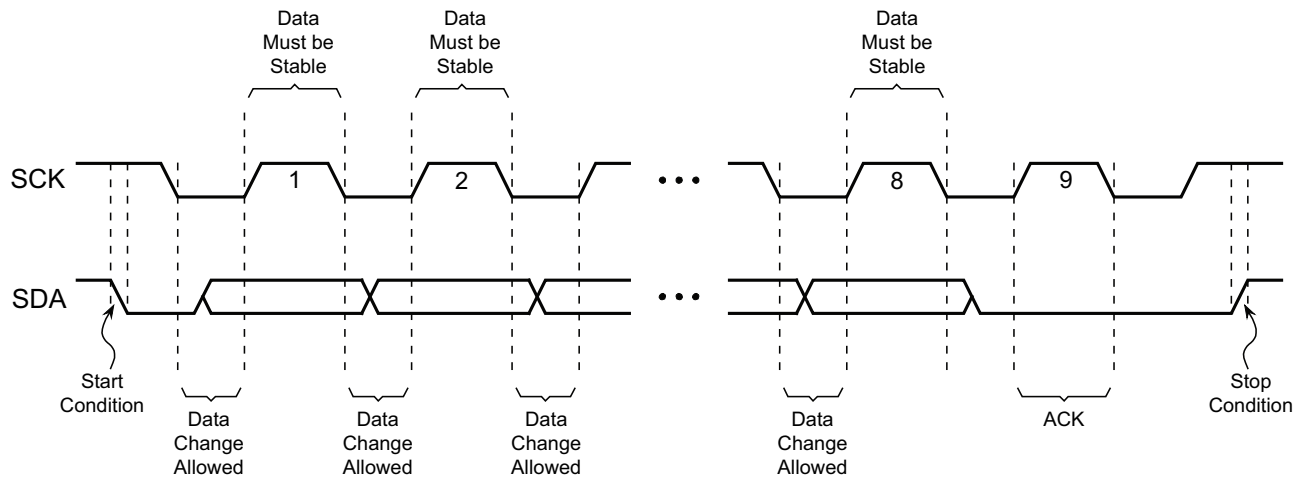 Data
Must be
Stable
Data
Must be
Stable
Data
Must be
Stable
SCK
1
2
8
9
SDA
Start
Condition
Data
Change
Allowed
Data
Change
Allowed
Data
Change
Allowed
Data
Change
Allowed
ACK
Stop
Condition